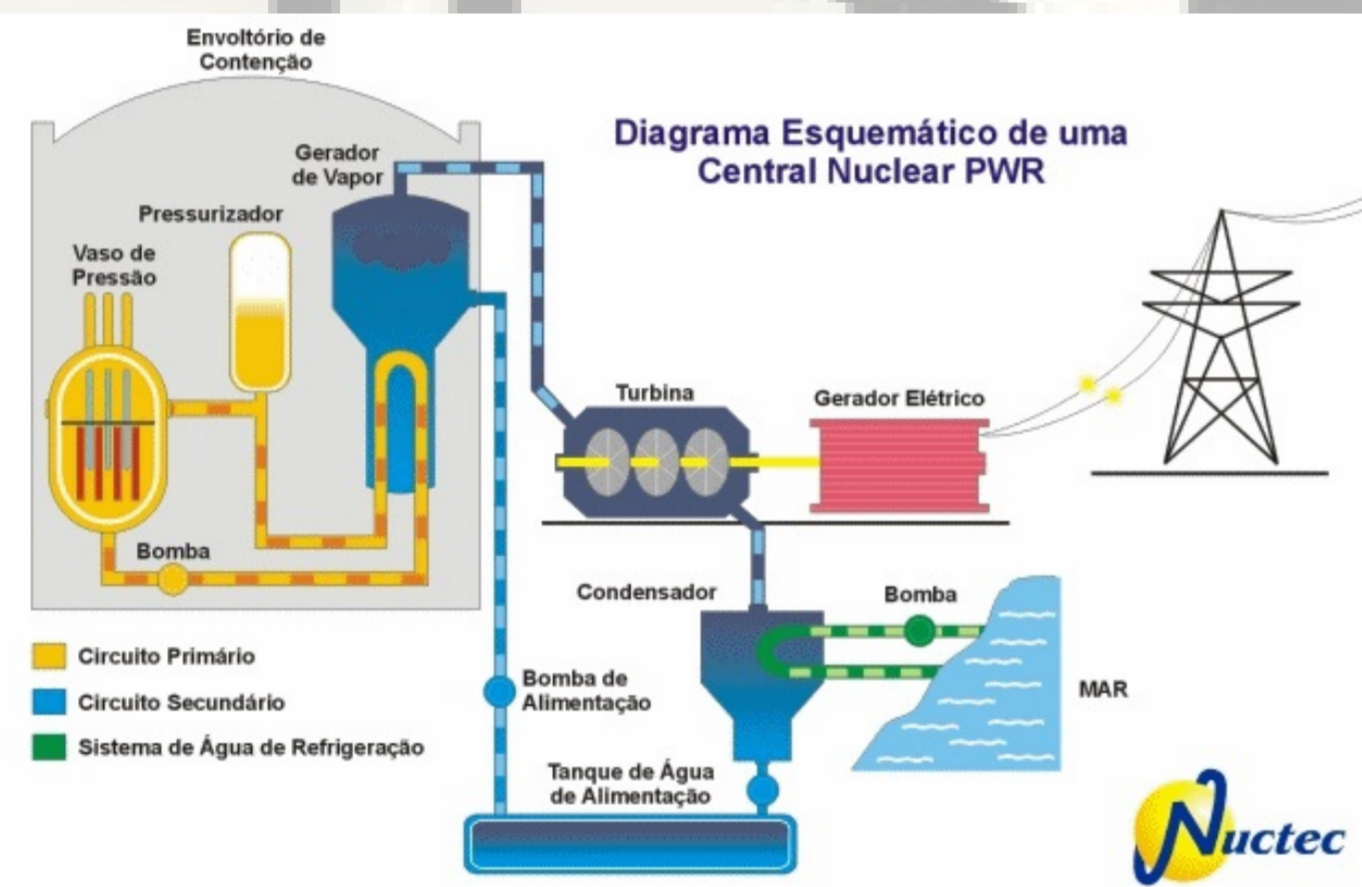 Envoltório de
Contenção
Diagrama Esquemático de uma
Central Nuclear PWR
Gerador
de Vapor
Pressurizador
Vaso de
Pressão
Turbina
Gerador Elétrico
Bomba
Condensador
Bomba
Circuito Primário
Circuito Secundário
Sistema de Água de Refrigeração
Bomba de
Alimentação
MAR
Tanque de Água
de Alimentação
Nuctec